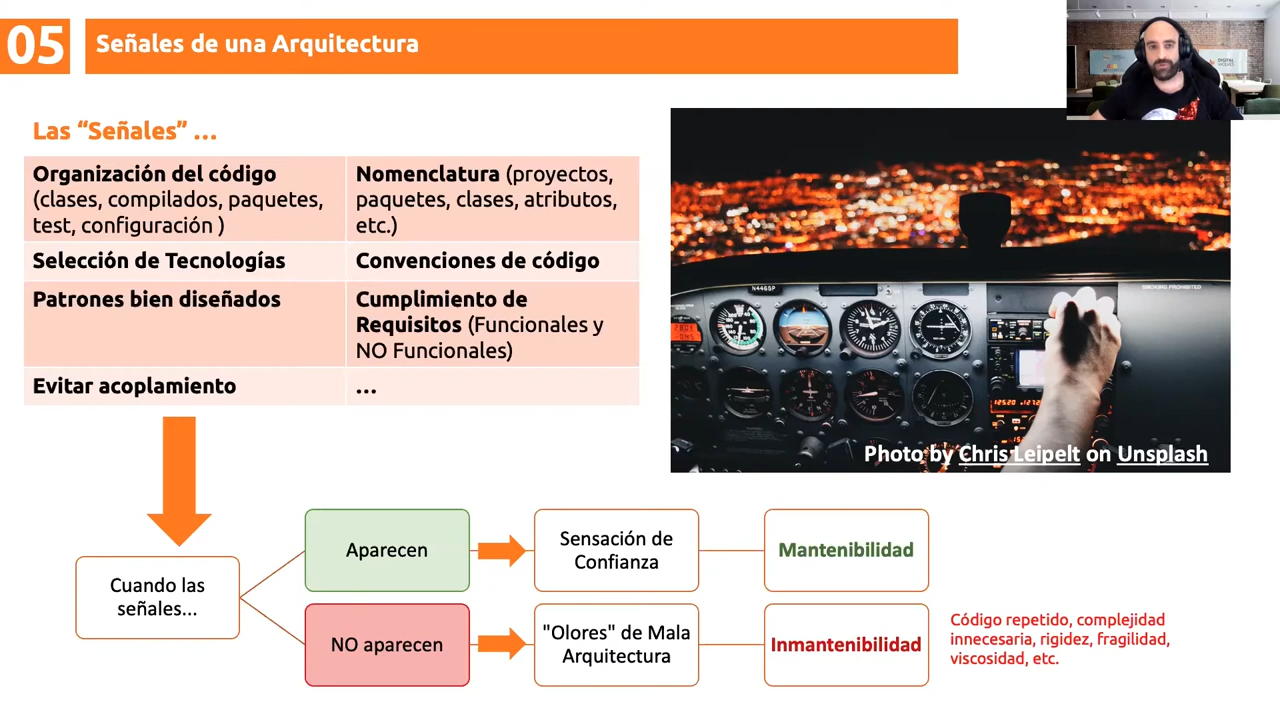 05
Señales de una Arquitectura
Las “Señales” ...
Organización del código
(clases, compilados, paquetes,
test, configuración )
Nomenclatura (proyectos,
paquetes, clases, atributos,
etc.)
Selección de Tecnologías
Convenciones de código
Patrones bien diseñados
Cumplimiento de
Requisitos (Funcionales y
NO Funcionales)
Evitar acoplamiento
...
N4465P
SMOKING PROHIBITED
Photo by Chris Leipelt on Unsplash
Cuando las
señales...
Aparecen
Sensación de
Confianza
Mantenibilidad
NO aparecen
"Olores" de Mala
Arquitectura
Inmantenibilidad
Código repetido, complejidad
innecesaria, rigidez, fragilidad,
viscosidad, etc.